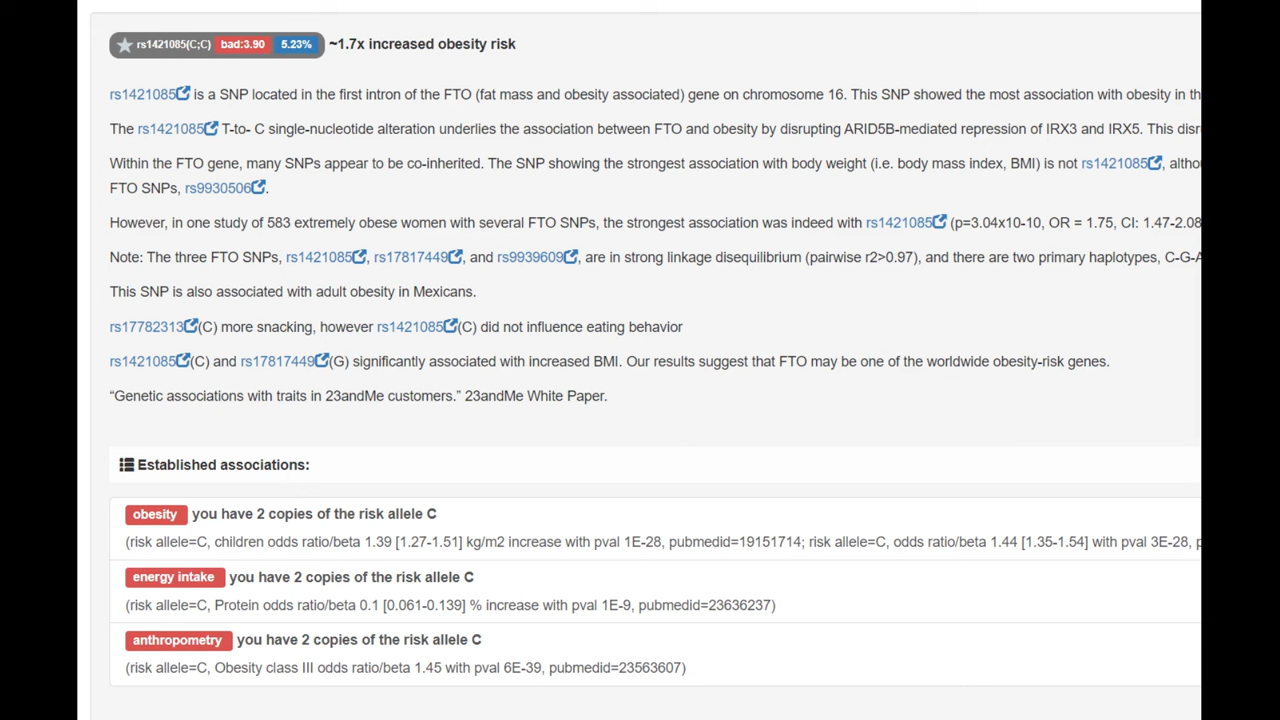 rs1421085(C;C) bad:3.90 5.23% ~1.7x increased obesity risk
rs1421085 is a SNP located in the first intron of the FTO (fat mass and obesity associated) gene on chromosome 16. This SNP showed the most association with obesity in th
The rs1421085 T-to- C single-nucleotide alteration underlies the association between FTO and obesity by disrupting ARID5B-mediated repression of IRX3 and IRX5. This disr
Within the FTO gene, many SNPs appear to be co-inherited. The SNP showing the strongest association with body weight (i.e. body mass index, BMI) is not rs1421085, altho
FTO SNPs, rs9930506.
However, in one study of 583 extremely obese women with several FTO SNPs, the strongest association was indeed with rs1421085 (p=3.04x10-10, OR = 1.75, CI: 1.47-2.08
Note: The three FTO SNPs, rs1421085, rs17817449, and rs9939609, are in strong linkage disequilibrium (pairwise r2>0.97), and there are two primary haplotypes, C-G-A
This SNP is also associated with adult obesity in Mexicans.
rs17782313(C) more snacking, however rs1421085(C) did not influence eating behavior
rs1421085(C) and rs17817449(G) significantly associated with increased BMI. Our results suggest that FTO may be one of the worldwide obesity-risk genes.
“Genetic associations with traits in 23andMe customers.” 23andMe White Paper.
Established associations:
obesity you have 2 copies of the risk allele C
(risk allele=C, children odds ratio/beta 1.39 [1.27-1.51] kg/m2 increase with pval 1E-28, pubmedid=19151714; risk allele=C, odds ratio/beta 1.44 [1.35-1.54] with pval 3E-28, p
energy intake you have 2 copies of the risk allele C
(risk allele=C, Protein odds ratio/beta 0.1 [0.061-0.139] % increase with pval 1E-9, pubmedid=23636237)
anthropometry you have 2 copies of the risk allele C
(risk allele=C, Obesity class III odds ratio/beta 1.45 with pval 6E-39, pubmedid=23563607)